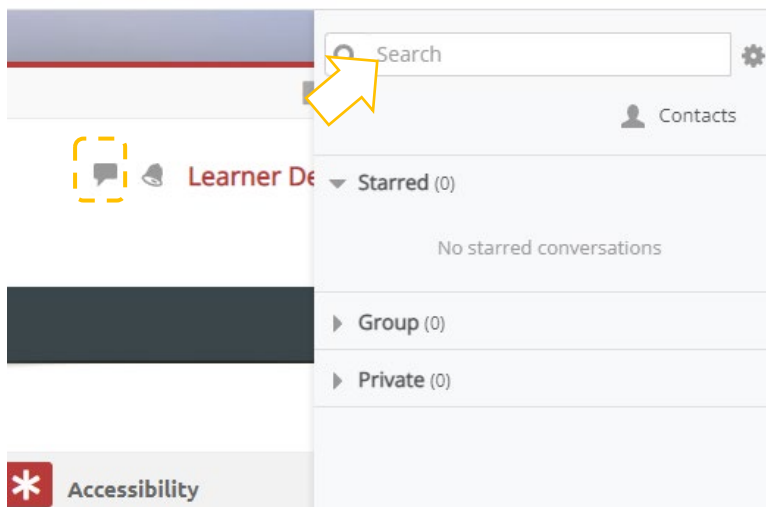 Search
Contacts
Learner De
Starred (0)
No starred conversations
Group (0)
Private (0)
Accessibility